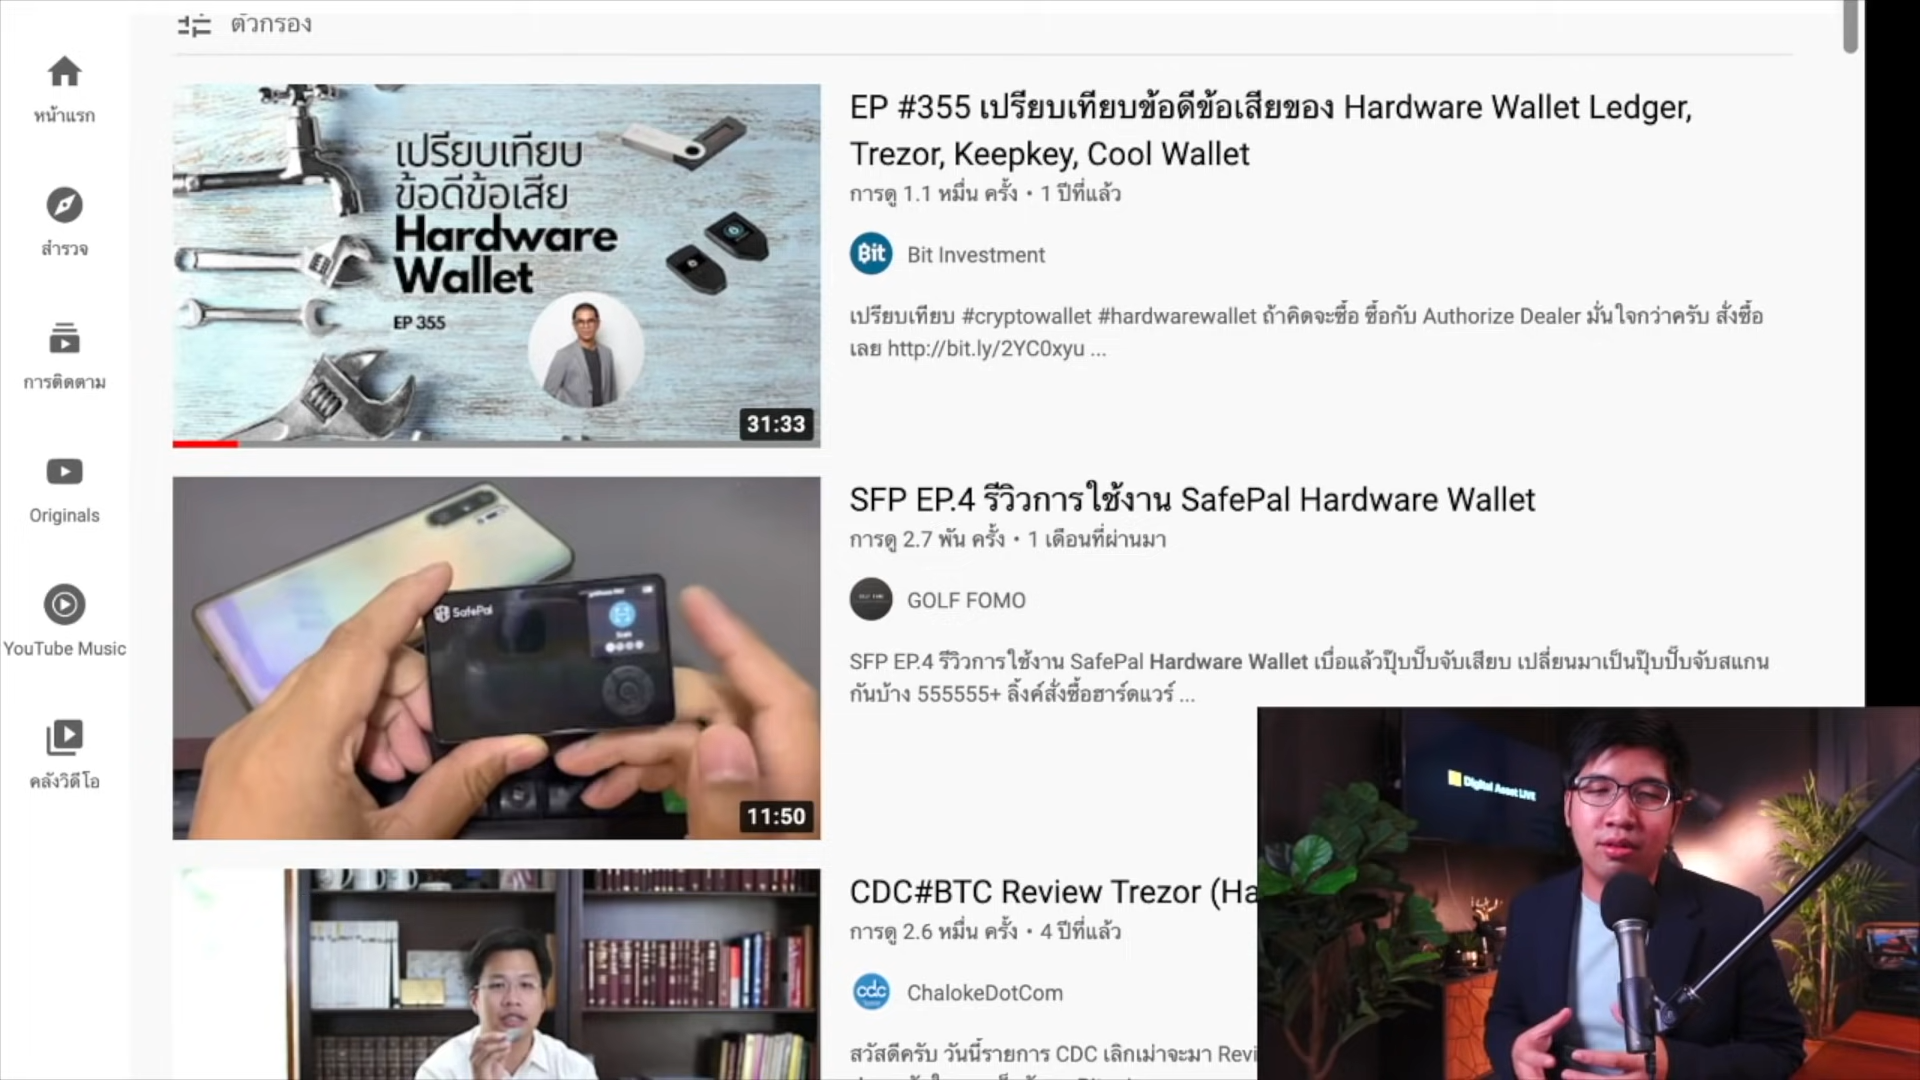 ตัวกรอง
หน้าแรก
สำรวจ
การติดตาม
Originals
YouTube Music
คลังวิดีโอ
เปรียบเทียบ
ข้อดีข้อเสีย
Hardware
Wallet
EP 355
31:33
EP #355 เปรียบเทียบข้อดีข้อเสียของ Hardware Wallet Ledger,
Trezor, Keepkey, Cool Wallet
การดู 1.1 หมื่น ครั้ง • 1 ปีที่แล้ว
Bit
Bit Investment
เปรียบเทียบ #cryptowallet #hardwarewallet ถ้าคิดจะซื้อ ซื้อกับ Authorize Dealer มั่นใจกว่าครับ สั่งซื้อ
เลย http://bit.ly/2YC0xyu ...
SafePal
Scan
11:50
SFP EP.4 รีวิวการใช้งาน SafePal Hardware Wallet
การดู 2.7 พัน ครั้ง • 1 เดือนที่ผ่านมา
GOLF FOMO
SFP EP.4 รีวิวการใช้งาน SafePal Hardware Wallet เบื่อแล้วปุ๊บปั๊บจับเสียบ เปลี่ยนมาเป็นปุ๊บปั๊บจับสแกน
กันบ้าง 555555+ ลิ้งค์สั่งซื้อฮาร์ดแวร์ ...
CDC#BTC Review Trezor (Ha
การดู 2.6 หมื่น ครั้ง • 4 ปีที่แล้ว
cdc
ChalokeDotCom
สวัสดีครับ วันนี้รายการ CDC เลิกเม่าจะมา Revi
Digital Asset LIVE